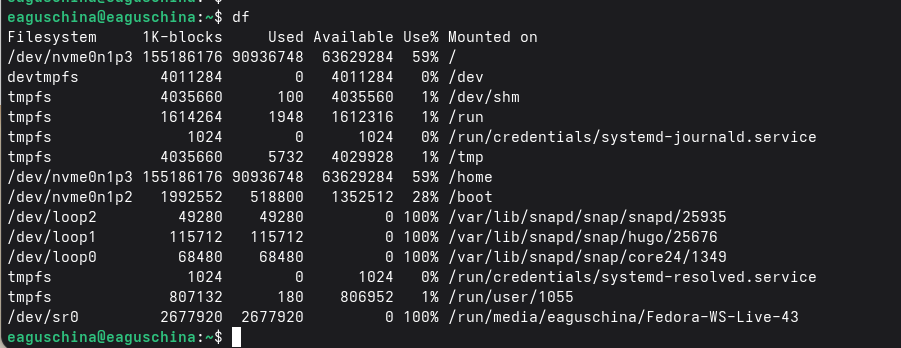 eaguschina@eaguschina:~$ df
Filesystem     1K-blocks     Used Available Use% Mounted on
/dev/nvme0n1p3 155186176 90936748  63629284  59% /
devtmpfs         4011284        0   4011284   0% /dev
tmpfs            4035660      100   4035560   1% /dev/shm
tmpfs            1614264     1948   1612316   1% /run
tmpfs               1024        0      1024   0% /run/credentials/systemd-journald.service
tmpfs            4035660     5732   4029928   1% /tmp
/dev/nvme0n1p3 155186176 90936748  63629284  59% /home
/dev/nvme0n1p2   1992552   518800   1352512  28% /boot
/dev/loop2         49280    49280         0 100% /var/lib/snapd/snap/snapd/25935
/dev/loop1        115712   115712         0 100% /var/lib/snapd/snap/hugo/25676
/dev/loop0         68480    68480         0 100% /var/lib/snapd/snap/core24/1349
tmpfs               1024        0      1024   0% /run/credentials/systemd-resolved.service
tmpfs             807132      180    806952   1% /run/user/1055
/dev/sr0         2677920  2677920         0 100% /run/media/eaguschina/Fedora-WS-Live-43
eaguschina@eaguschina:~$